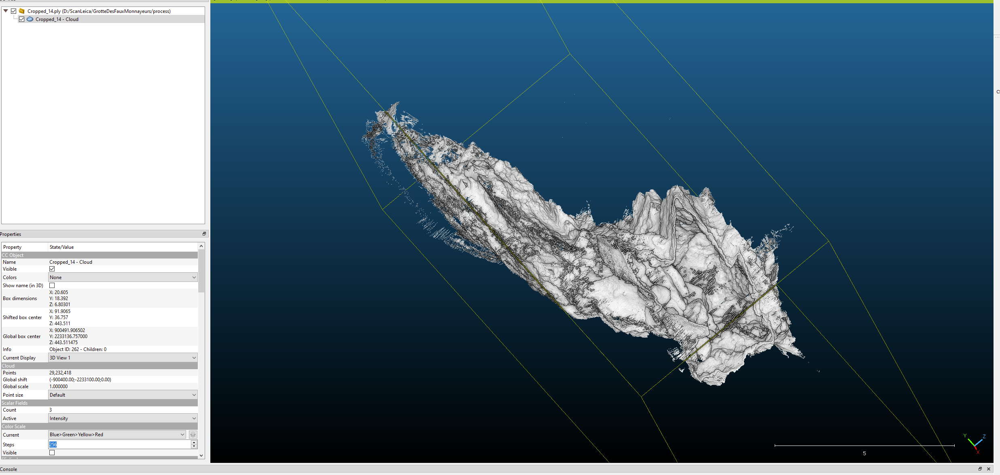 Cropped_14.ply (D:/ScanLeica/GrotteDesFauxMonnayeurs/process)
Cropped_14 - Cloud
Properties
Property State/Value
CC Object
Name Cropped_14 - Cloud
Visible
Colors None
Show name (in 3D)
Box dimensions X: 20.605
Y: 18.392
Z: 6.80301
Shifted box center X: 91.9065
Y: 36.757
Z: 443.511
Global box center X: 900491.906502
Y: 2233136.757000
Z: 443.511475
Info Object ID: 262 - Children: 0
Current Display 3D View 1
Cloud
Points 29,232,418
Global shift (-900400.00;-2233100.00;0.00)
Global scale 1.000000
Point size Default
Scalar Fields
Count 3
Active Intensity
Color Scale
Current Blue>Green>Yellow>Red
Steps 256
Visible
Console
5
Y
Z
X